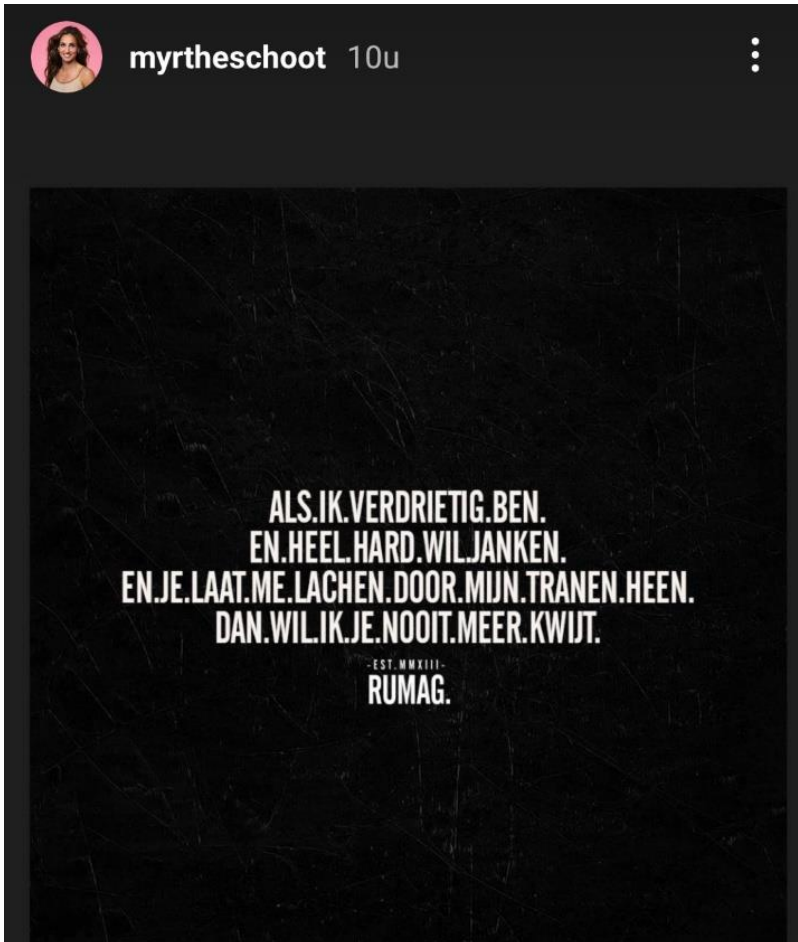 myrtheschoot 10u
ALS.IK.VERDRIETIG.BEN.
EN.HEEL.HARD.WIL.JANKEN.
EN.JE.LAAT.ME.LACHEN.DOOR.MIJN.TRANEN.HEEN.
DAN.WIL.IK.JE.NOOIT.MEER.KWIJT.
-EST.MMXIII-
RUMAG.